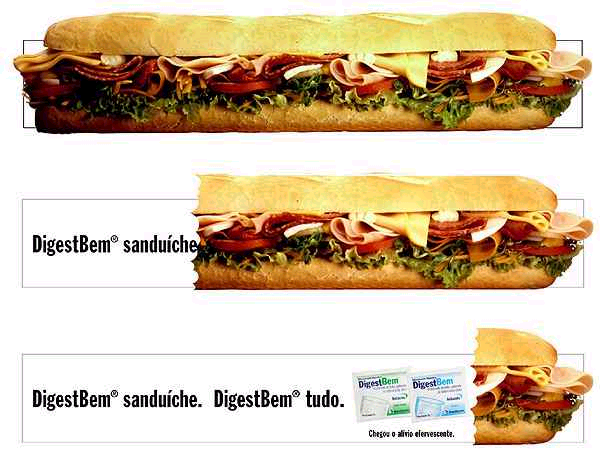 DigestBem® sanduíche
DigestBem® sanduíche. DigestBem® tudo.
DigestBem
DigestBem
Chegou o alívio efervescente.